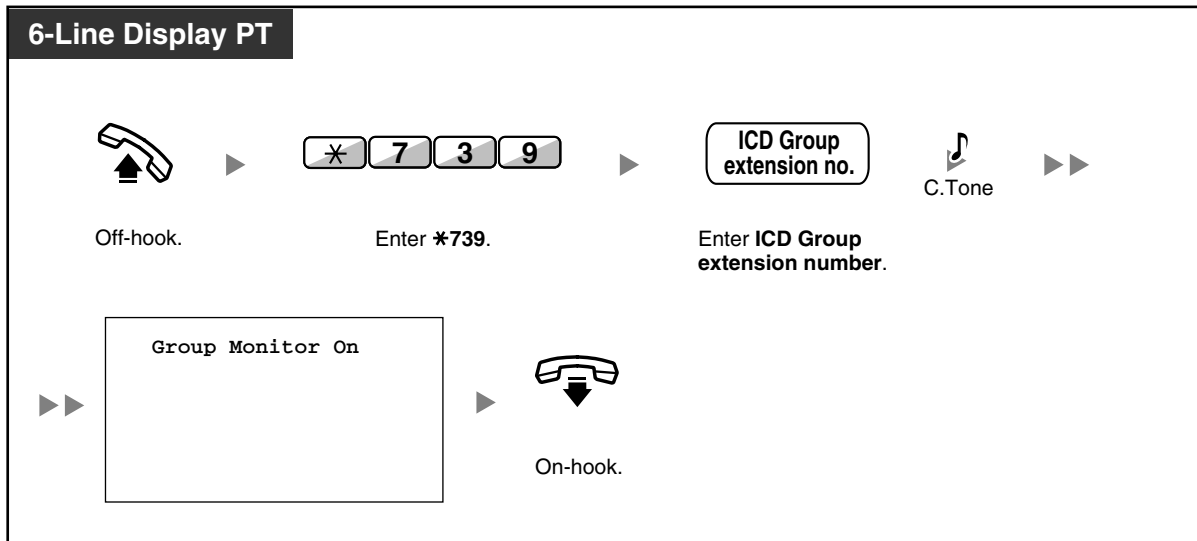 6-Line Display PT
* 7 3 9
ICD Group
extension no.
C.Tone
Off-hook.
Enter *739.
Enter ICD Group
extension number.
Group Monitor On
On-hook.